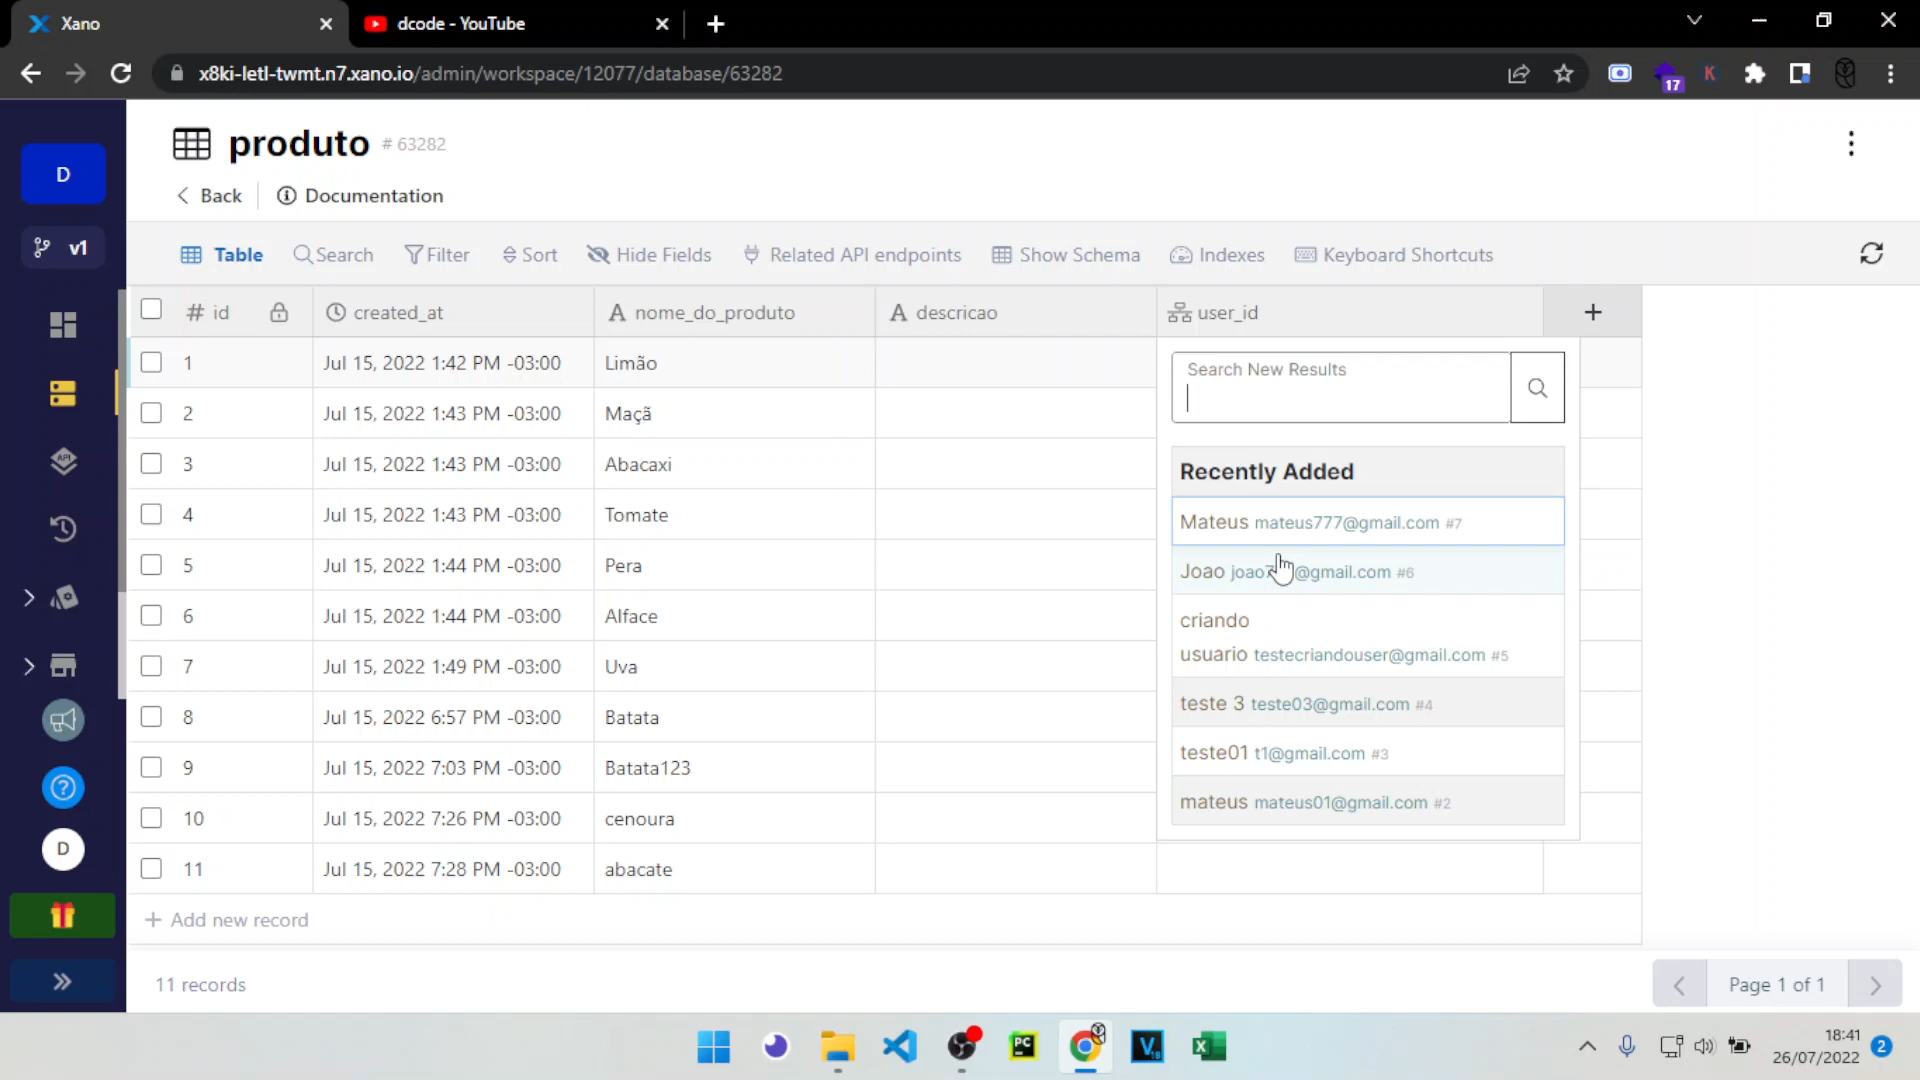 Xano
dcode - YouTube
x8ki-letl-twmt.n7.xano.io/admin/workspace/12077/database/63282
17
K
D
v1
produto # 63282
Back
Documentation
Table
Search
Filter
Sort
Hide Fields
Related API endpoints
Show Schema
Indexes
Keyboard Shortcuts
# id
created_at
A nome_do_produto
A descricao
user_id
1 Jul 15, 2022 1:42 PM -03:00 Limão
2 Jul 15, 2022 1:43 PM -03:00 Maçã
3 Jul 15, 2022 1:43 PM -03:00 Abacaxi
4 Jul 15, 2022 1:43 PM -03:00 Tomate
5 Jul 15, 2022 1:44 PM -03:00 Pera
6 Jul 15, 2022 1:44 PM -03:00 Alface
7 Jul 15, 2022 1:49 PM -03:00 Uva
8 Jul 15, 2022 6:57 PM -03:00 Batata
9 Jul 15, 2022 7:03 PM -03:00 Batata123
10 Jul 15, 2022 7:26 PM -03:00 cenoura
11 Jul 15, 2022 7:28 PM -03:00 abacate
Search New Results
Recently Added
Mateus mateus777@gmail.com #7
Joao @gmail.com #6
criando
usuario testecriandouser@gmail.com #5
teste 3 teste03@gmail.com #4
teste01 t1@gmail.com #3
mateus mateus01@gmail.com #2
+ Add new record
11 records
Page 1 of 1
API
D
PC
18:41
26/07/2022
2